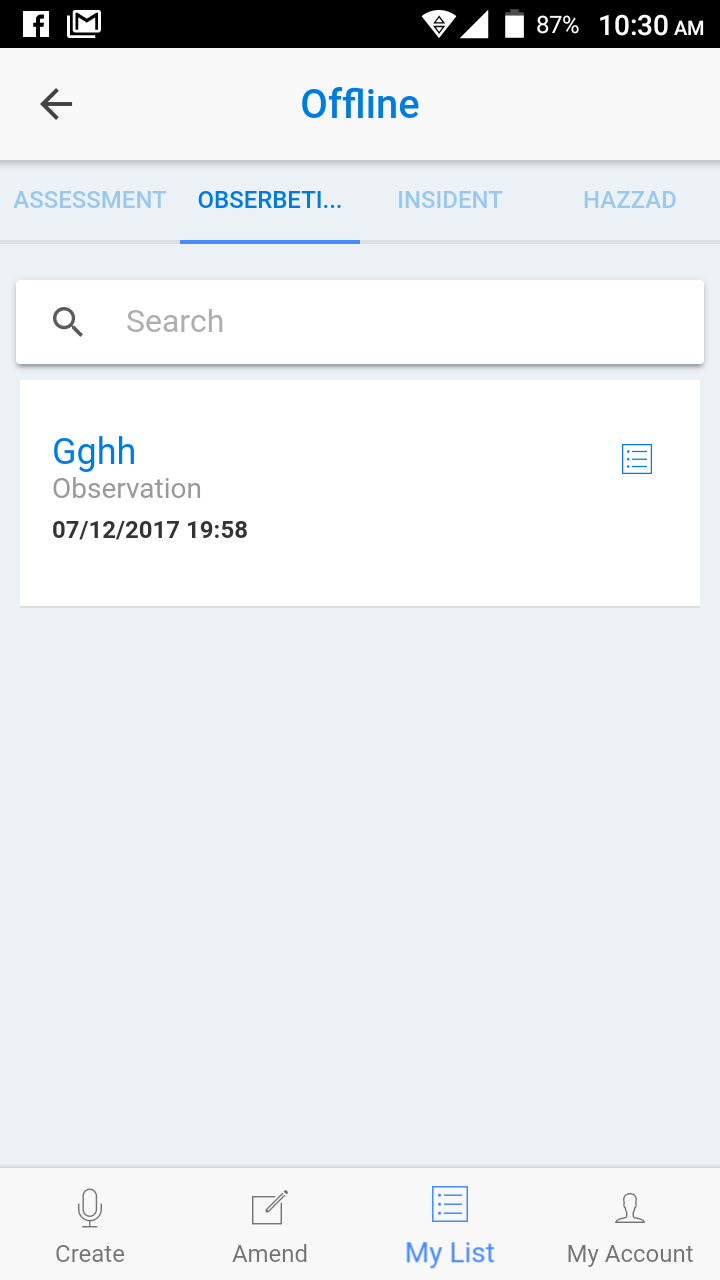 87% 10:30 AM
Offline
ASSESSMENT OBSERBETI... INSIDENT HAZZAD
Search
Gghh
Observation
07/12/2017 19:58
Create Amend My List My Account